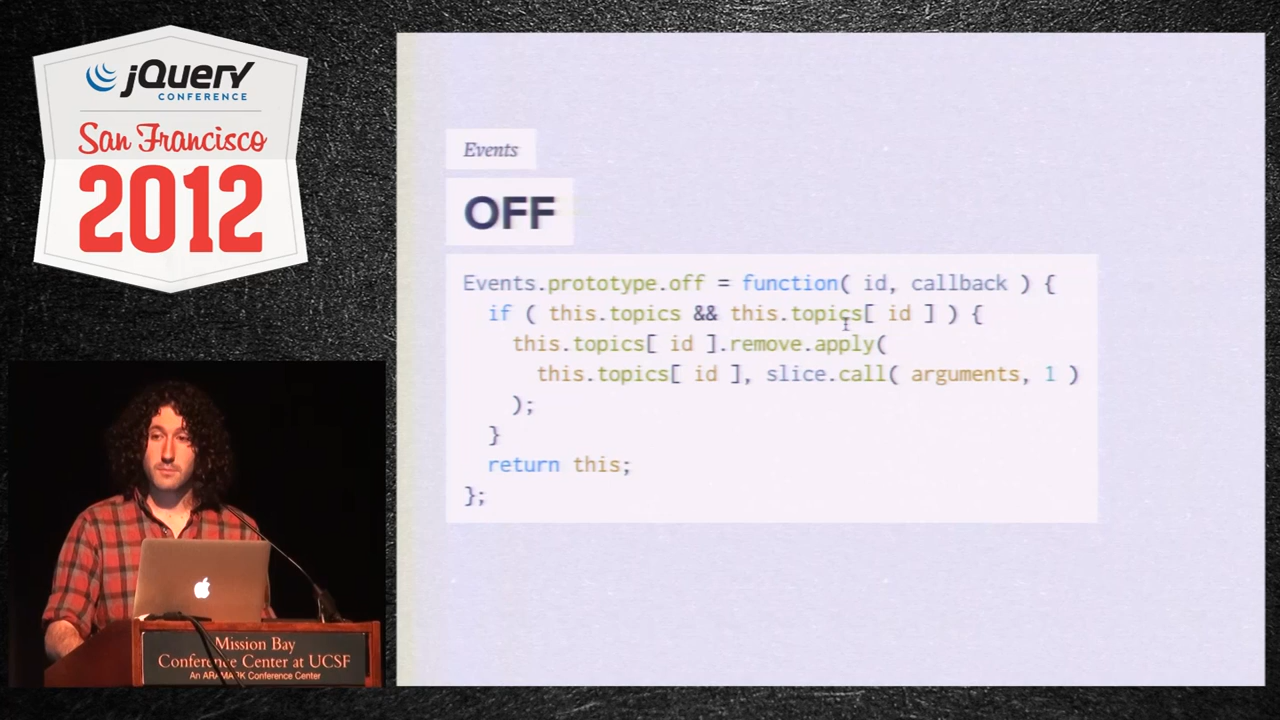 jQuery
CONFERENCE
San Francisco
2012
Events
OFF
Events.prototype.off = function( id, callback ) {
if ( this.topics && this.topics[ id ] ) {
this.topics[ id ].remove.apply(
this.topics[ id ], slice.call( arguments, 1 )
);
}
return this;
};
Mission Bay
Conference Center at UCSF
An ARAMARK Conference Center